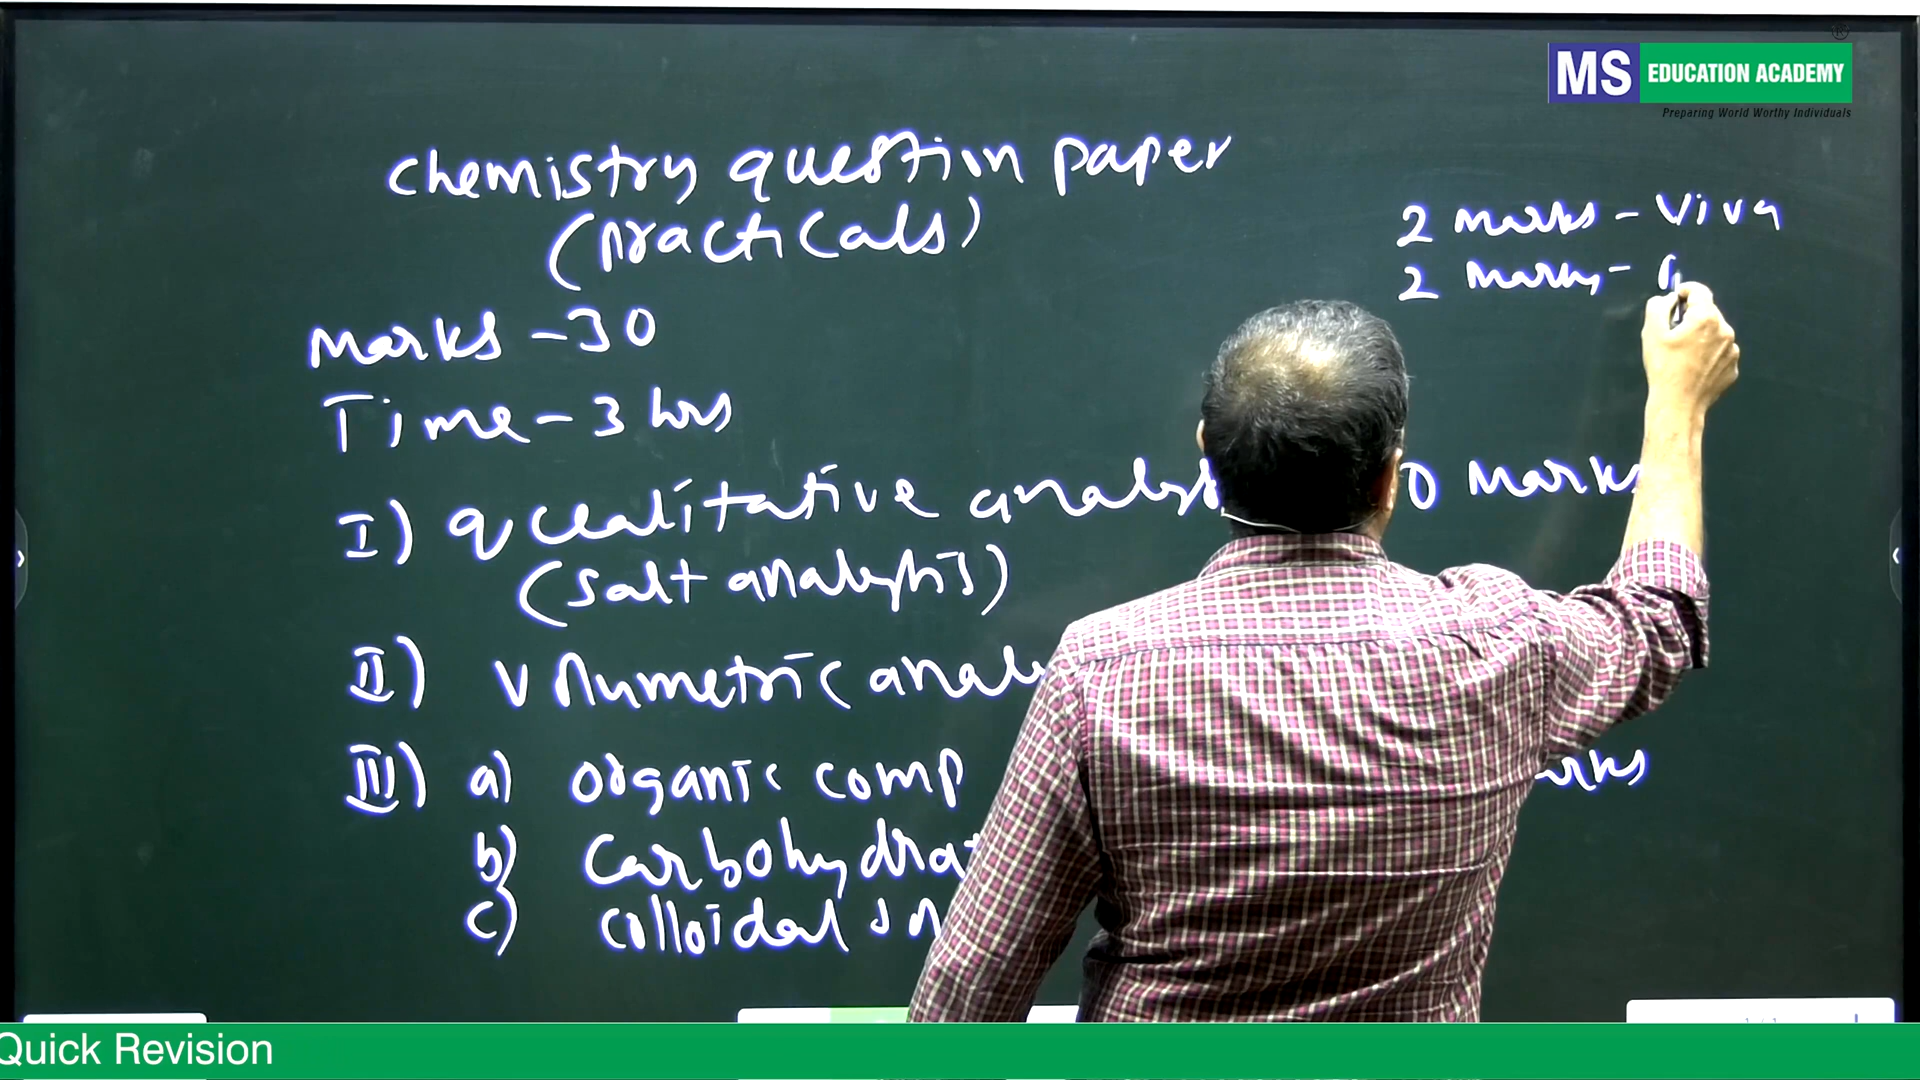 MS EDUCATION ACADEMY
Preparing World Worthy Individuals
Chemistry question paper
(practicals)
2 marks - Viva
2 marks -
Marks - 30
Time - 3 hrs
I) qualitative 0 Marks
(salt analysis)
II) volumetric
III) a) organic comp
b)
c) colloidal
Quick Revision